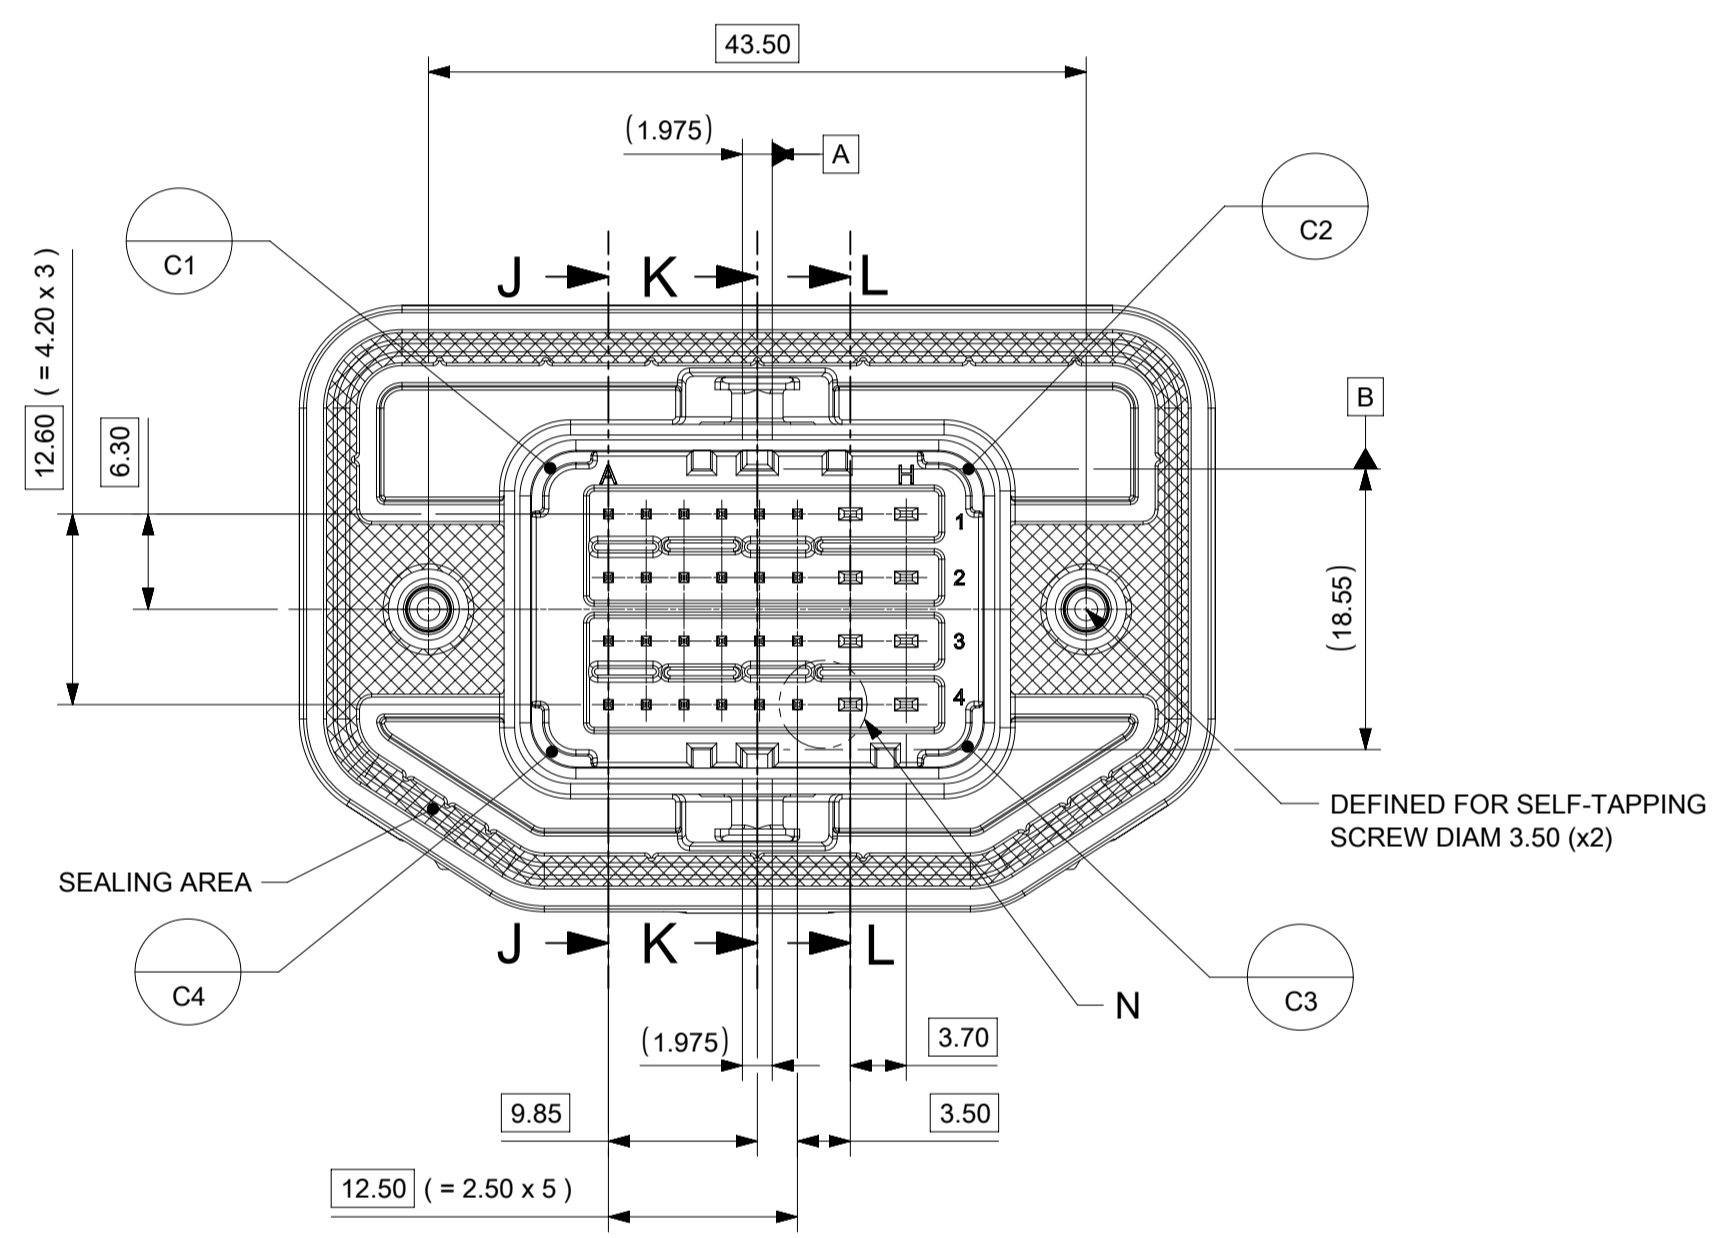 43.50
(1.975)
A
C1
C2
J K L
12.60 ( = 4.20 x 3 )
6.30
B
A H
1
2
3
4
(18.55)
DEFINED FOR SELF-TAPPING
SCREW DIAM 3.50 (x2)
SEALING AREA
J K L
C4
C3
N
(1.975)
3.70
9.85
3.50
12.50 ( = 2.50 x 5 )